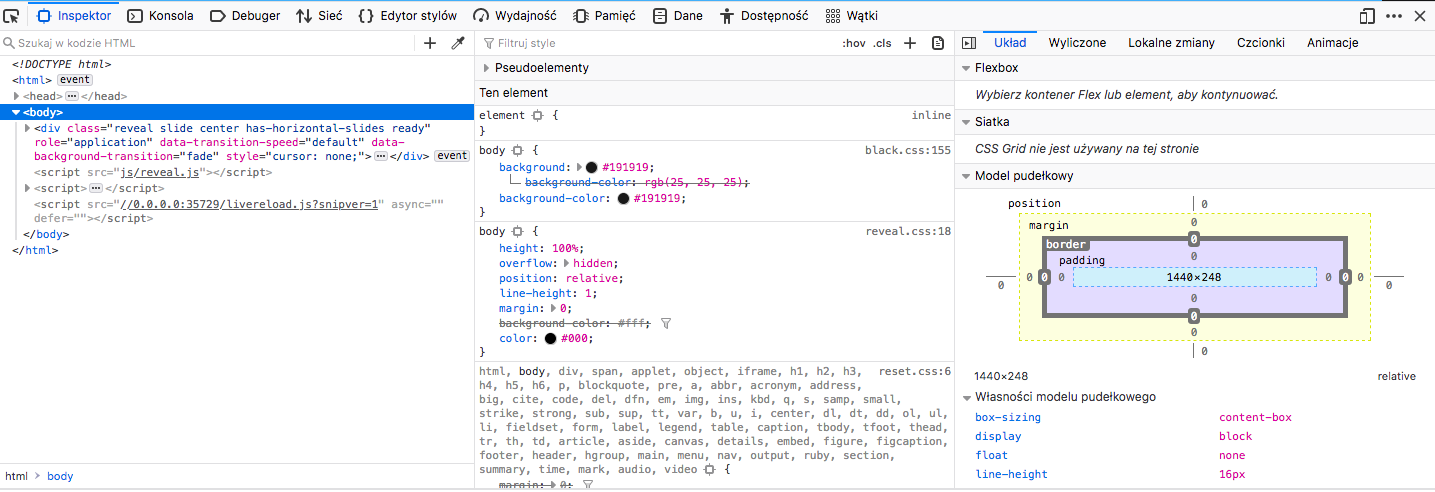 Inspektor Konsola Debuger Sieć Edytor stylów Wydajność Pamięć Dane Dostępność Wątki
Szukaj w kodzie HTML
<!DOCTYPE html>
<html> event
<head> ••• </head>
<body>
<div class="reveal slide center has-horizontal-slides ready"
role="application" data-transition-speed="default" data-
background-transition="fade" style="cursor: none;"> ••• </div> event
<script src="js/reveal.js"></script>
<script> ••• </script>
<script src="//0.0.0.0:35729/livereload.js?snipver=1" async=""
defer=""></script>
</body>
</html>
html > body
Filtruj style :hov .cls
Pseudoelementy
Ten element
element { inline
}
body { black.css:155
background: #191919;
background-color: rgb(25, 25, 25);
background-color: #191919;
}
body { reveal.css:18
height: 100%;
overflow: hidden;
position: relative;
line-height: 1;
margin: 0;
background-color: #fff;
color: #000;
}
html, body, div, span, applet, object, iframe, h1, h2, h3, reset.css:6
h4, h5, h6, p, blockquote, pre, a, abbr, acronym, address,
big, cite, code, del, dfn, em, img, ins, kbd, q, s, samp, small,
strike, strong, sub, sup, tt, var, b, u, i, center, dl, dt, dd, ol, ul,
li, fieldset, form, label, legend, table, caption, tbody, tfoot, thead,
tr, th, td, article, aside, canvas, details, embed, figure, figcaption,
footer, header, hgroup, main, menu, nav, output, ruby, section,
summary, time, mark, audio, video {
margin: 0;
Układ Wyliczone Lokalne zmiany Czcionki Animacje
Flexbox
Wybierz kontener Flex lub element, aby kontynuować.
Siatka
CSS Grid nie jest używany na tej stronie
Model pudełkowy
position 0
margin 0
border 0
padding 0
0 0 0 0 1440×248 0 0 0 0
0
0
0
0
1440×248 relative
Własności modelu pudełkowego
box-sizing content-box
display block
float none
line-height 16px